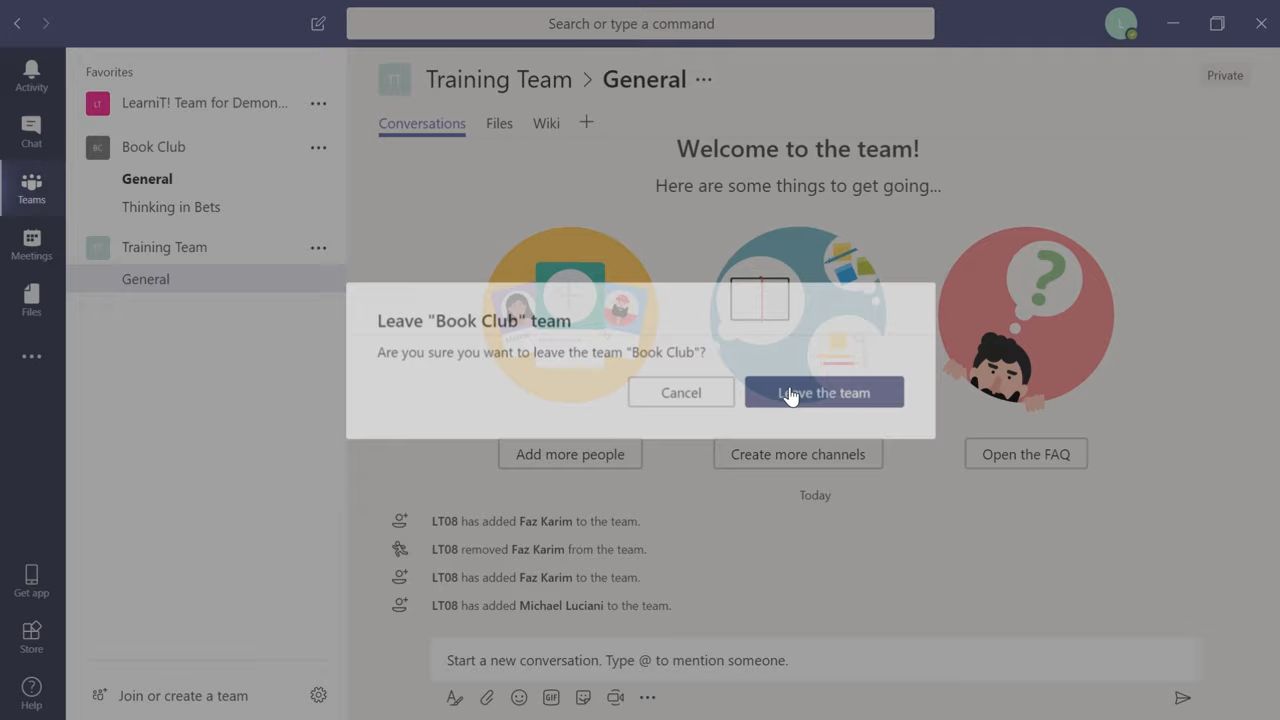 Search or type a command
L
Activity
Chat
Teams
Meetings
Files
Get app
Store
Help
Favorites
LT LearniT! Team for Demon...
BC Book Club
General
Thinking in Bets
TT Training Team
General
Join or create a team
TT Training Team > General ...
Private
Conversations Files Wiki +
Welcome to the team!
Here are some things to get going...
Leave "Book Club" team
Are you sure you want to leave the team "Book Club"?
Cancel Leave the team
Add more people
Create more channels
Open the FAQ
Today
LT08 has added Faz Karim to the team.
LT08 removed Faz Karim from the team.
LT08 has added Faz Karim to the team.
LT08 has added Michael Luciani to the team.
Start a new conversation. Type @ to mention someone.
GIF